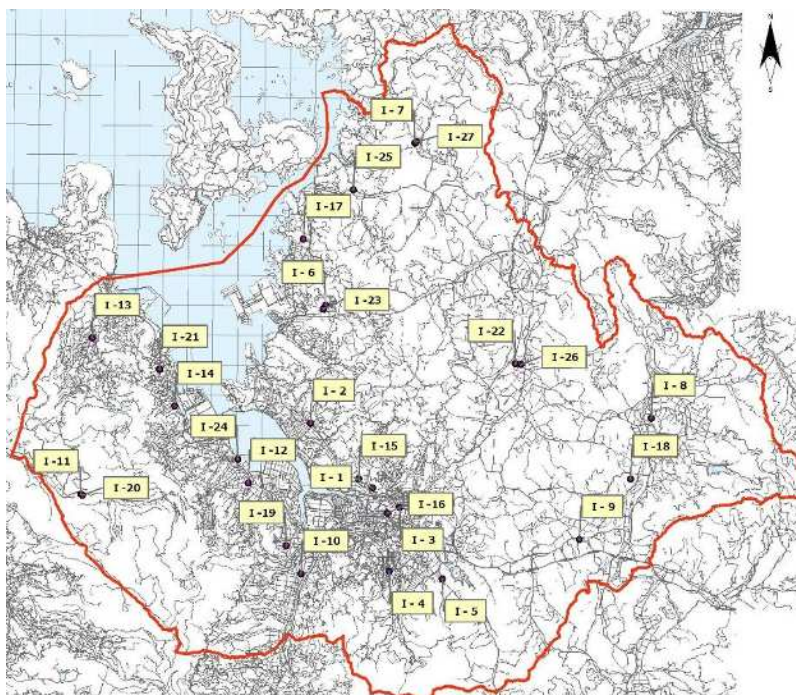 N
I - 7
I -27
I -25
I -17
I - 6
I -23
I -13
I -21
I -22
I -26
I -14
I - 2
I - 8
I -24
I -12
I -15
I -11
I - 1
I -18
I -20
I -16
I -19
I -10
I - 3
I - 9
I - 4
I - 5
S